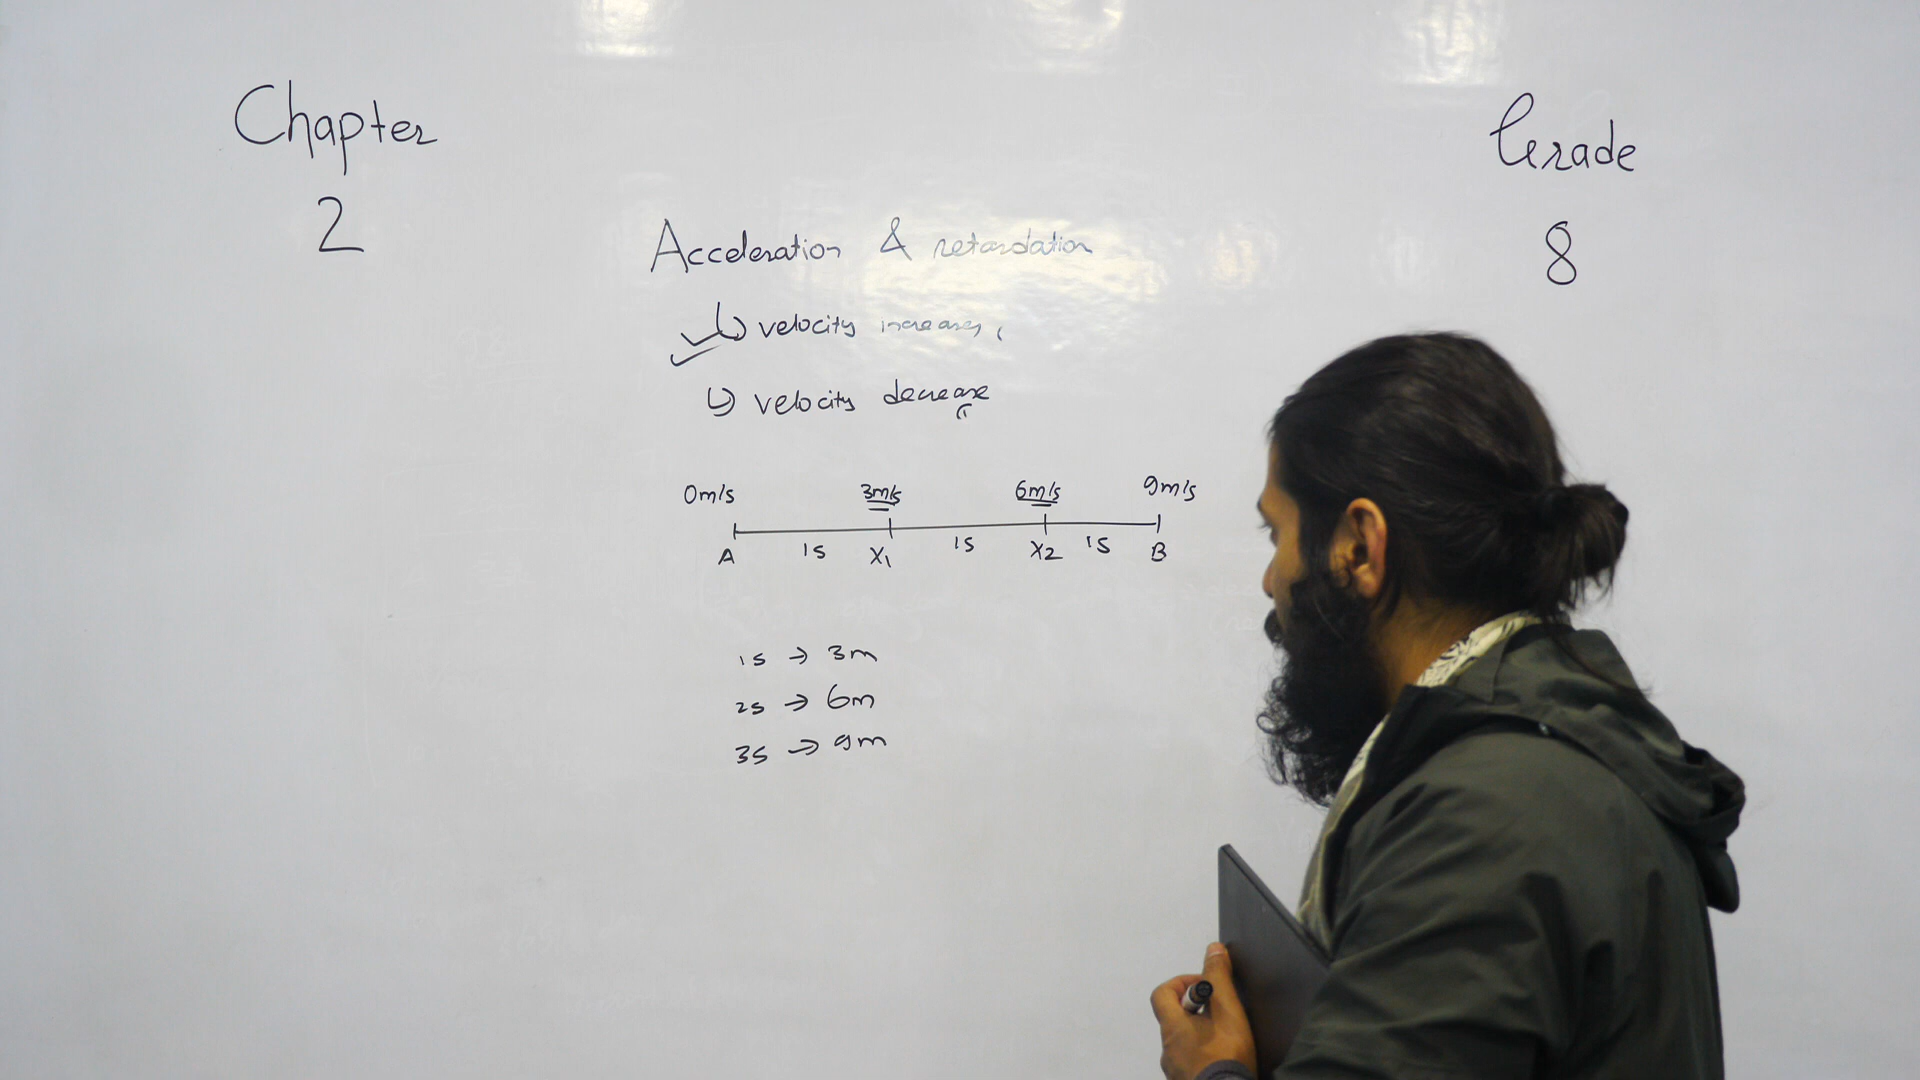 Chapter
2
Grade
8
Acceleration & retardation
velocity increases,
velocity decrease
0m/s 3m/s 6m/s 9m/s
A 1s X1 1s X2 1s B
1s → 3m
2s → 6m
3s → 9m